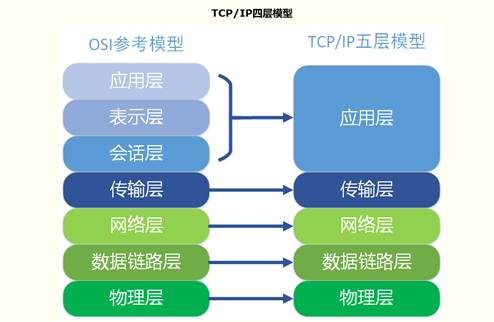 TCP/IP四层模型
OSI参考模型
TCP/IP五层模型
应用层
表示层
会话层
应用层
传输层
传输层
网络层
网络层
数据链路层
数据链路层
物理层
物理层